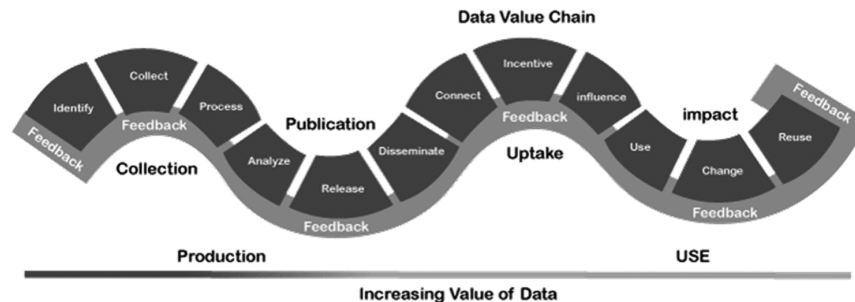 Data Value Chain
Identify
Collect
Process
Analyze
Release
Disseminate
Connect
Incentive
influence
Use
Change
Reuse
Feedback
Feedback
Feedback
Feedback
Feedback
Feedback
Collection
Publication
Uptake
impact
Production
USE
Increasing Value of Data